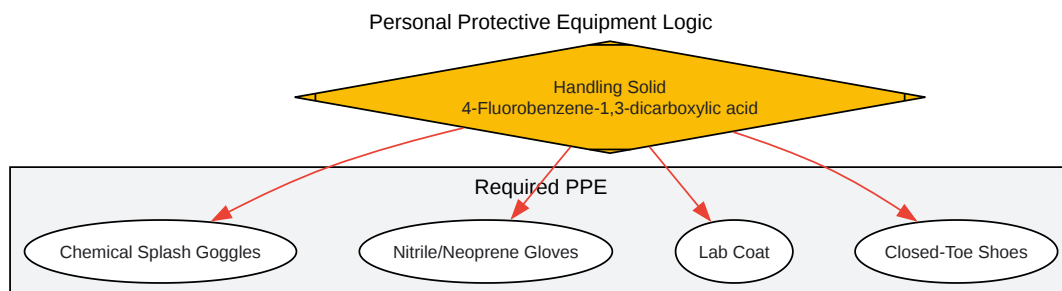 Personal Protective Equipment Logic
Handling Solid
4-Fluorobenzene-1,3-dicarboxylic acid
Required PPE
Chemical Splash Goggles
Nitrile/Neoprene Gloves
Lab Coat
Closed-Toe Shoes